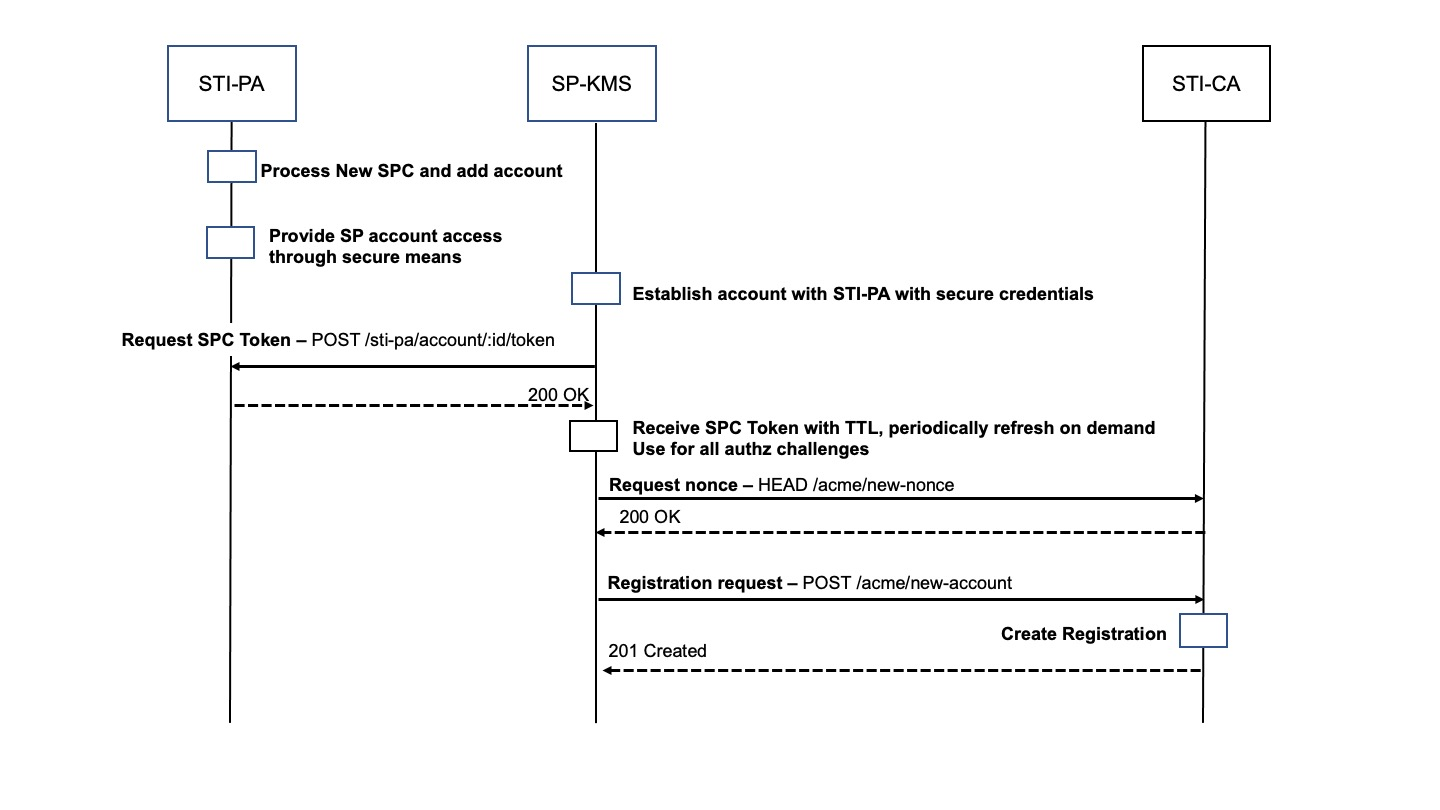 STI-PA
SP-KMS
STI-CA
Process New SPC and add account
Provide SP account access
through secure means
Establish account with STI-PA with secure credentials
Request SPC Token – POST /sti-pa/account/:id/token
200 OK
Receive SPC Token with TTL, periodically refresh on demand
Use for all authz challenges
Request nonce – HEAD /acme/new-nonce
200 OK
Registration request – POST /acme/new-account
Create Registration
201 Created